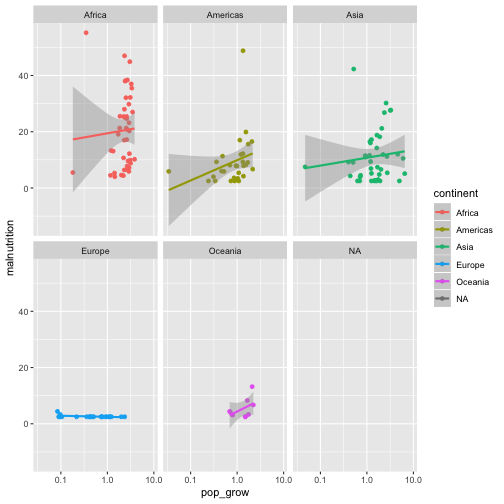 Africa Americas Asia
40
20
0
malnutrition
continent
Africa
Americas
Asia
Europe
Oceania
NA
Europe Oceania NA
40
20
0
0.1 1.0 10.0 0.1 1.0 10.0 0.1 1.0 10.0
pop_grow